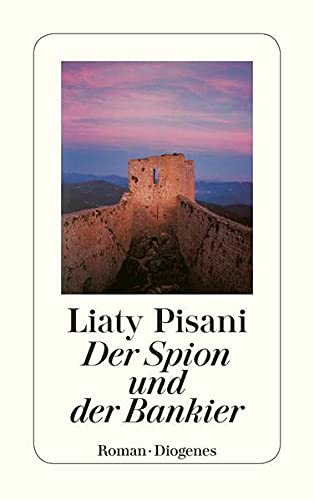 Liaty Pisani
Der Spion
und
der Bankier
Roman · Diogenes